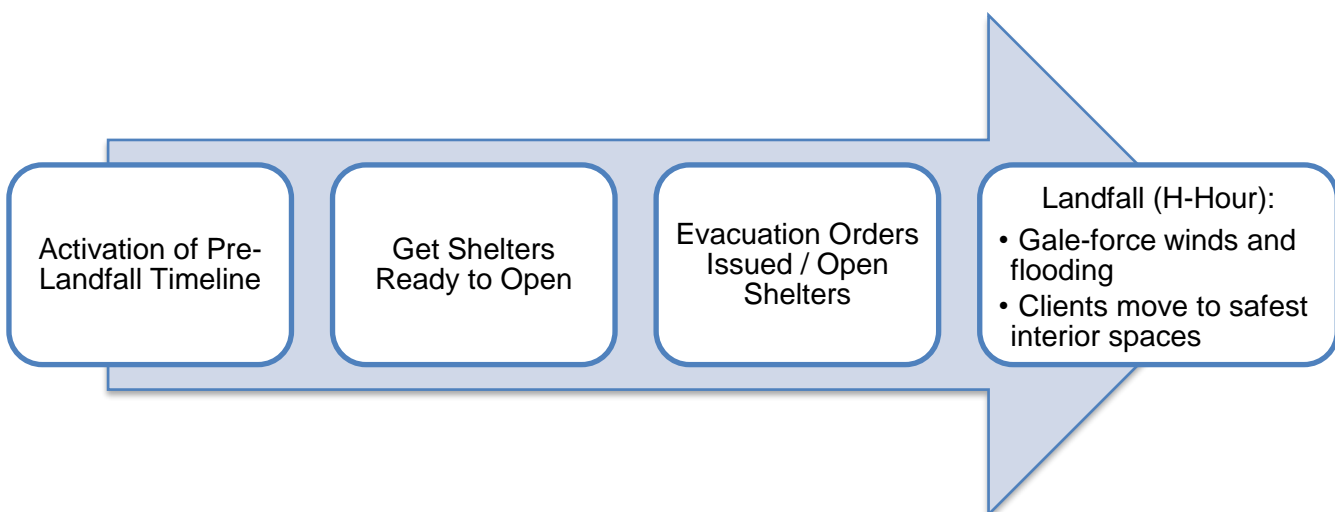 Activation of Pre-
Landfall Timeline
Get Shelters
Ready to Open
Evacuation Orders
Issued / Open
Shelters
Landfall (H-Hour):
• Gale-force winds and
flooding
• Clients move to safest
interior spaces